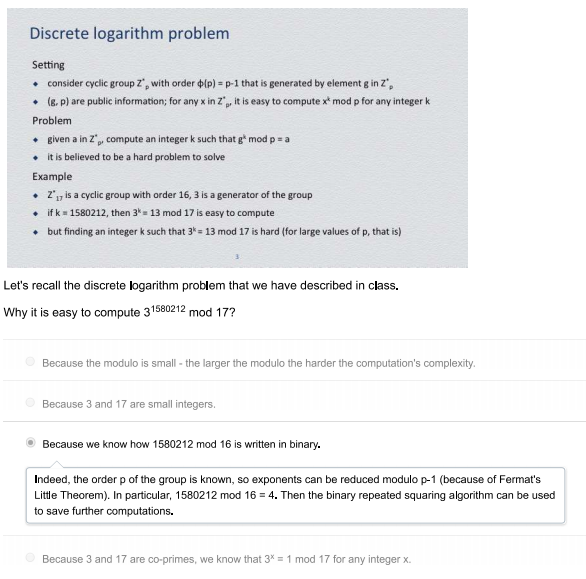 Discrete logarithm problem
Setting
• consider cyclic group Z*p with order ϕ(p) = p-1 that is generated by element g in Z*p
• (g, p) are public information; for any x in Z*p, it is easy to compute xᵏ mod p for any integer k
Problem
• given a in Z*p, compute an integer k such that gᵏ mod p = a
• it is believed to be a hard problem to solve
Example
• Z*17 is a cyclic group with order 16, 3 is a generator of the group
• if k = 1580212, then 3ᵏ = 13 mod 17 is easy to compute
• but finding an integer k such that 3ᵏ = 13 mod 17 is hard (for large values of p, that is)
3
Let's recall the discrete logarithm problem that we have described in class.
Why it is easy to compute 3¹⁵⁸⁰²¹² mod 17?
Because the modulo is small - the larger the modulo the harder the computation's complexity.
Because 3 and 17 are small integers.
Because we know how 1580212 mod 16 is written in binary.
Indeed, the order p of the group is known, so exponents can be reduced modulo p-1 (because of Fermat's
Little Theorem). In particular, 1580212 mod 16 = 4. Then the binary repeated squaring algorithm can be used
to save further computations.
Because 3 and 17 are co-primes, we know that 3ˣ = 1 mod 17 for any integer x.